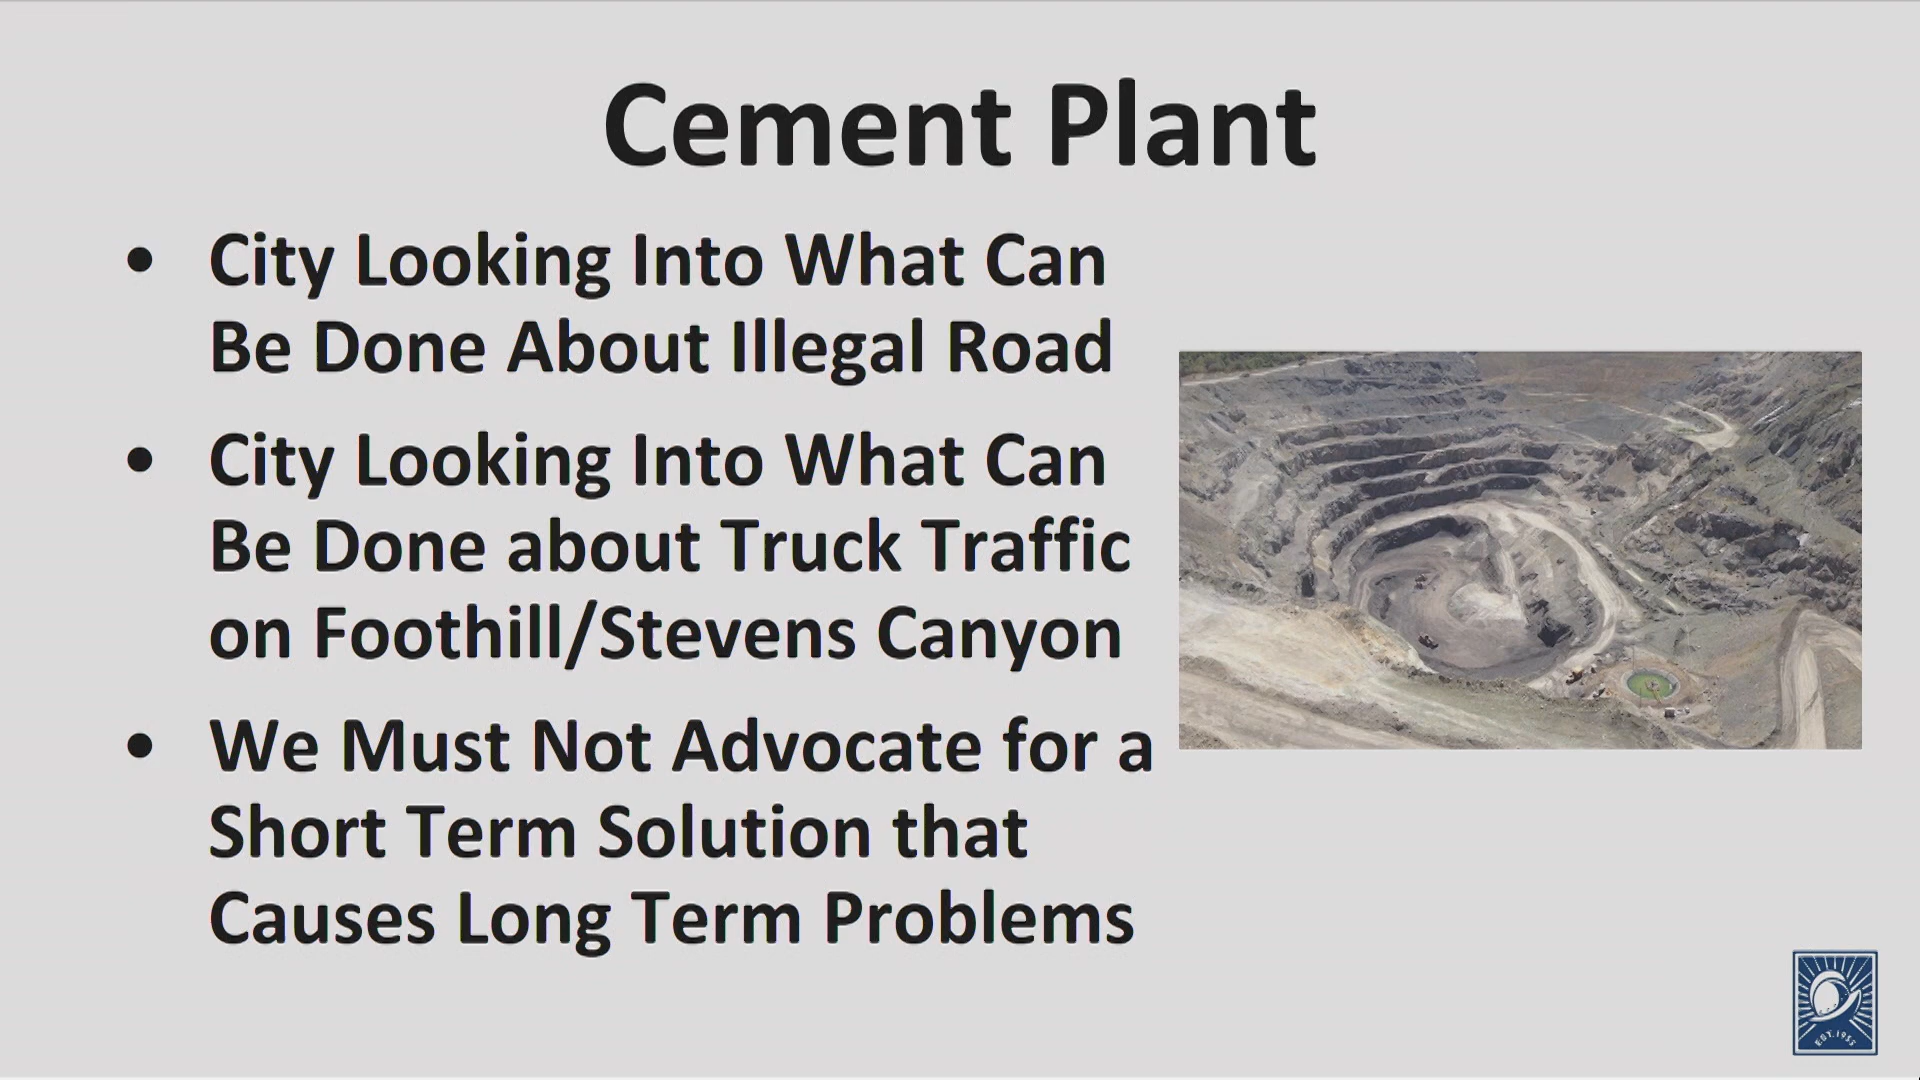 Cement Plant
• City Looking Into What Can
Be Done About Illegal Road
• City Looking Into What Can
Be Done about Truck Traffic
on Foothill/Stevens Canyon
• We Must Not Advocate for a
Short Term Solution that
Causes Long Term Problems
EST. 1955